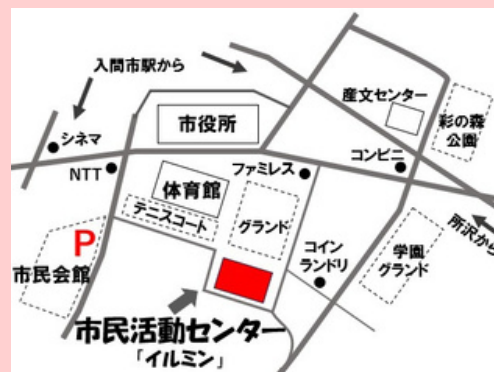 入間市駅から
産文センター
彩の森
公園
市役所
シネマ
NTT
ファミレス
コンビニ
体育館
テニスコート
グランド
所沢から
P
市民会館
コイン
ランドリ
学園
グランド
市民活動センター
「イルミン」